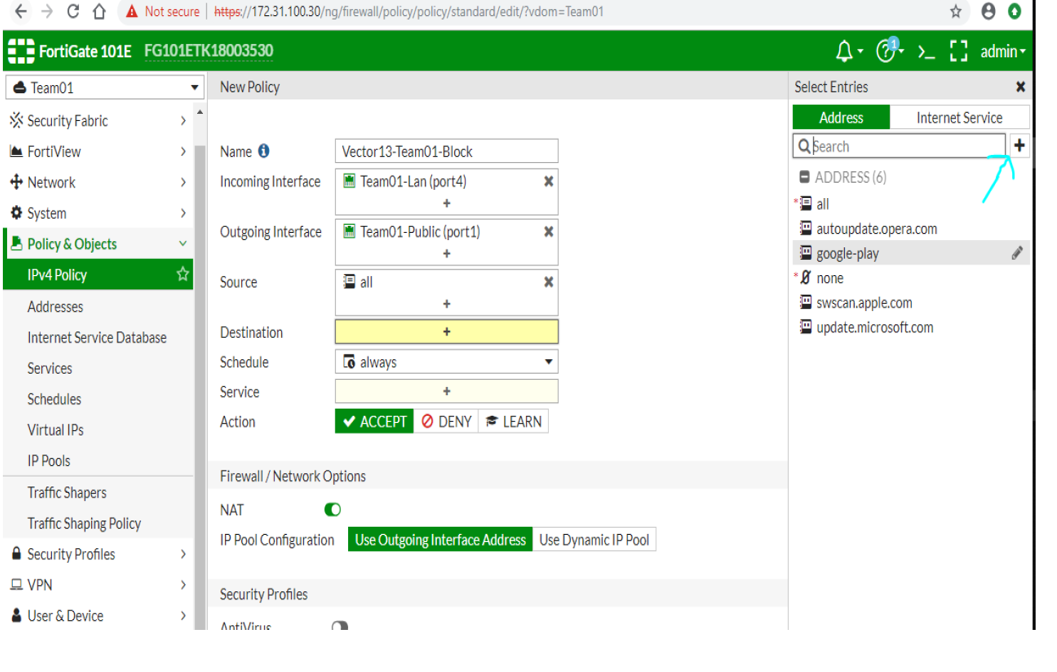 Not secure | https://172.31.100.30/ng/firewall/policy/policy/standard/edit/?vdom=Team01
FortiGate 101E FG101ETK18003530
1
>_
admin
Team01
Security Fabric
FortiView
Network
System
Policy & Objects
IPv4 Policy
Addresses
Internet Service Database
Services
Schedules
Virtual IPs
IP Pools
Traffic Shapers
Traffic Shaping Policy
Security Profiles
VPN
User & Device
New Policy
Name
Vector13-Team01-Block
Incoming Interface
Team01-Lan (port4)
+
Outgoing Interface
Team01-Public (port1)
+
Source
all
+
Destination
+
Schedule
always
Service
+
Action
ACCEPT DENY LEARN
Firewall / Network Options
NAT
IP Pool Configuration
Use Outgoing Interface Address Use Dynamic IP Pool
Security Profiles
AntiVirus
Select Entries
Address Internet Service
Search
+
ADDRESS (6)
* all
autoupdate.opera.com
google-play
* none
swscan.apple.com
update.microsoft.com